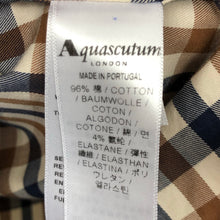 Aquascutum
LONDON
MADE IN PORTUGAL
96% 棉 / COTTON
/ BAUMWOLLE /
COTON /
ALGODON /
COTONE / 綿 / 면
4% 氨纶 /
ELASTANE / 彈性
纖維 / ELASTHAN
ELASTINA / ポリ
ウレタン /
엘라스틴